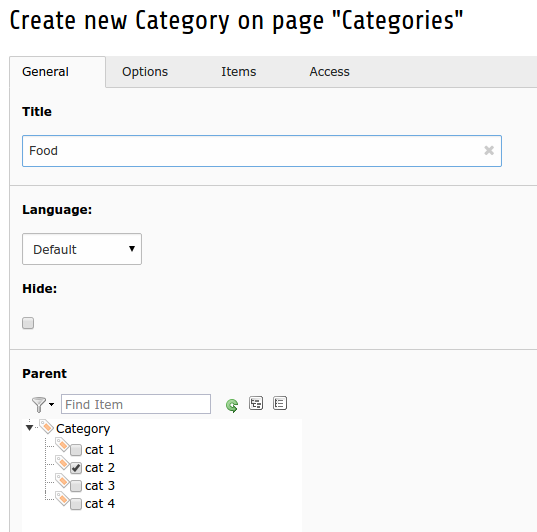 Create new Category on page "Categories"
General Options Items Access
Title
Food
Language:
Default
Hide:
Parent
Find Item
Category
cat 1
cat 2
cat 3
cat 4